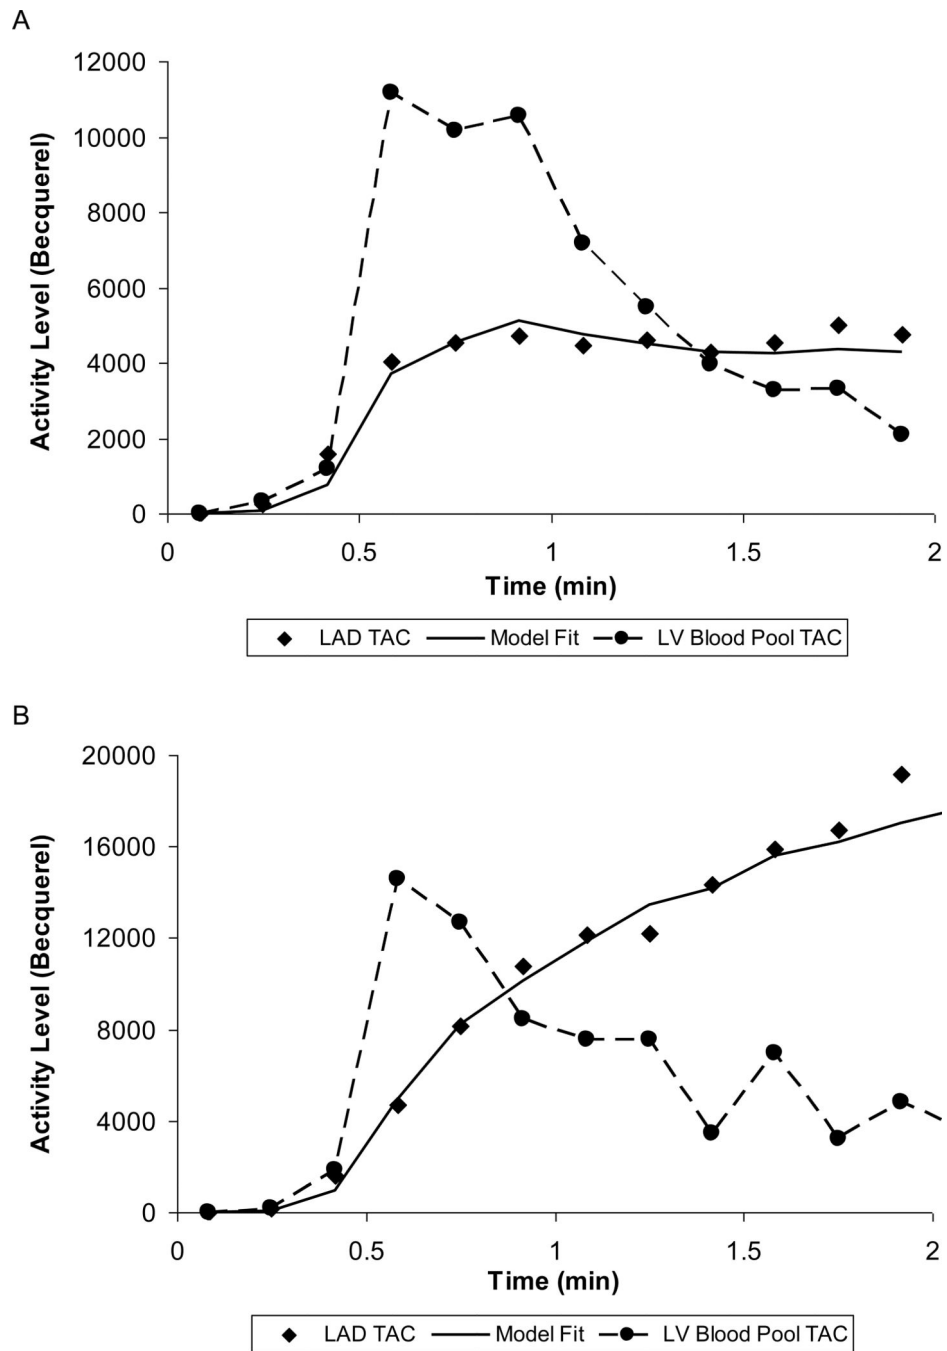 A
12000
10000
8000
6000
4000
2000
0
Activity Level (Becquerel)
0 0.5 1 1.5 2
Time (min)
LAD TAC Model Fit LV Blood Pool TAC
B
20000
16000
12000
8000
4000
0
Activity Level (Becquerel)
0 0.5 1 1.5 2
Time (min)
LAD TAC Model Fit LV Blood Pool TAC